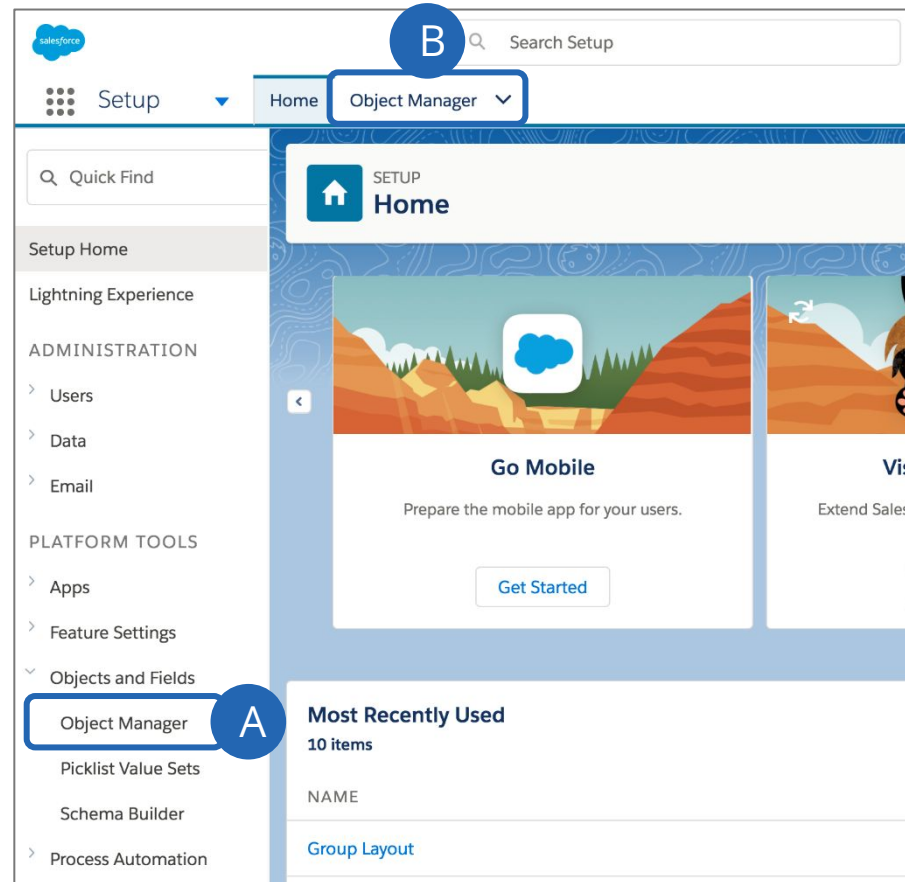 salesforce
B
Search Setup
Setup
Home
Object Manager
Quick Find
SETUP
Home
Setup Home
Lightning Experience
ADMINISTRATION
Users
Data
Email
Go Mobile
Prepare the mobile app for your users.
Get Started
Vis
Extend Sales
PLATFORM TOOLS
Apps
Feature Settings
Objects and Fields
Object Manager
A
Picklist Value Sets
Schema Builder
Process Automation
Most Recently Used
10 items
NAME
Group Layout